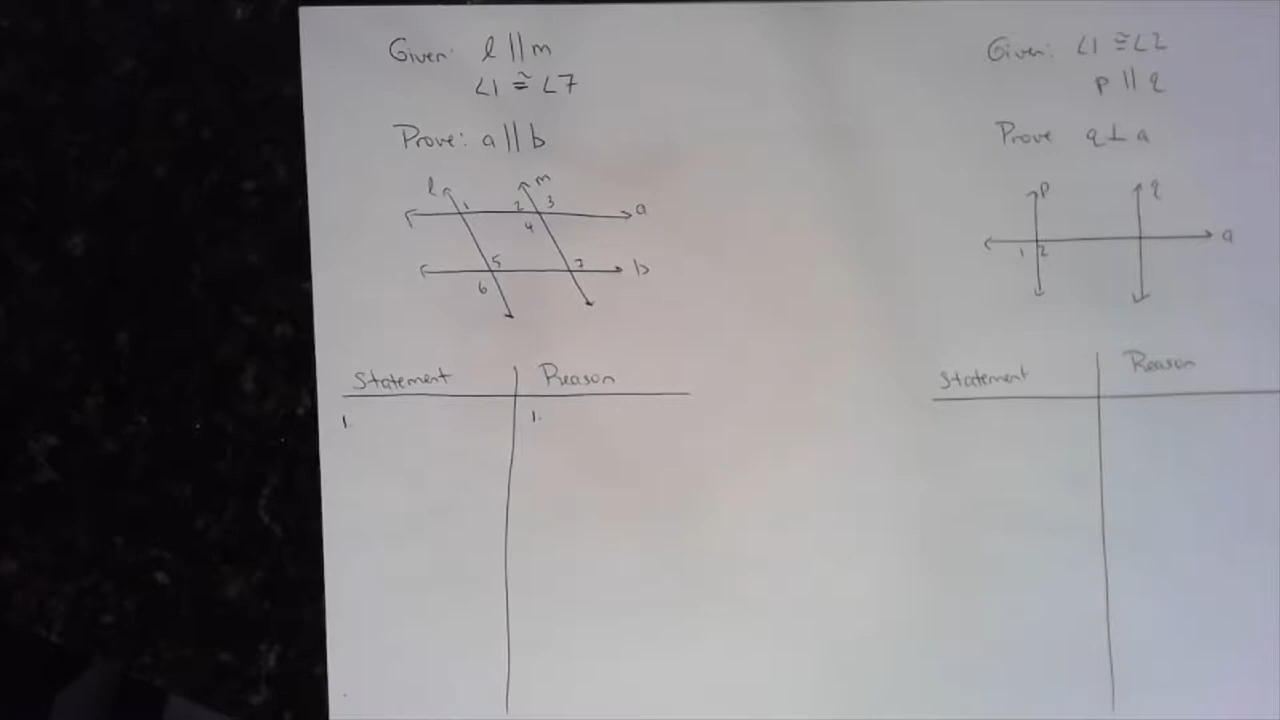 Given: l || m
∠1 ≅ ∠7
Prove: a || b
l
m
1
2
3
a
4
5
7
b
6
Statement
Reason
1.
1.
Given: ∠1 ≅ ∠2
p || q
Prove q ⊥ a
p
q
a
1
2
Statement
Reason